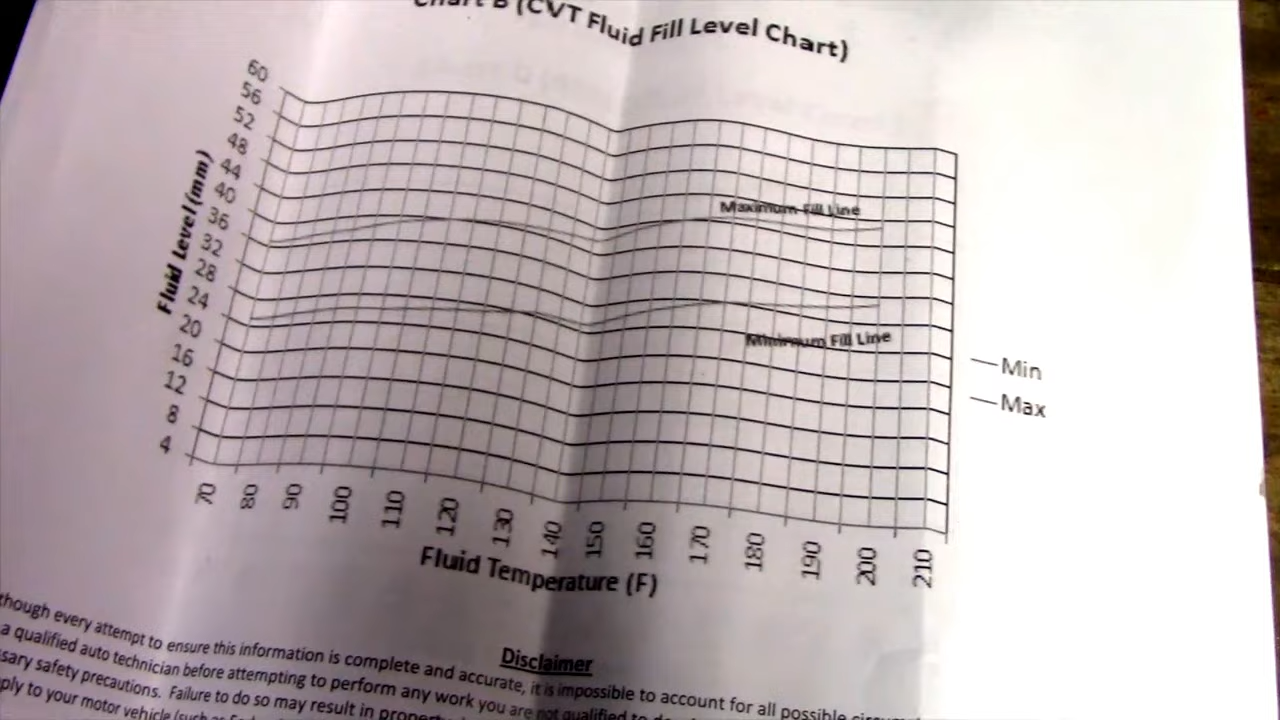 Chart B (CVT Fluid Fill Level Chart)
60
56
52
48
44
40
36
32
28
24
20
16
12
8
4
Fluid Level (mm)
Maximum Fill Line
Minimum Fill Line
Min
Max
70 80 90 100 110 120 130 140 150 160 170 180 190 200 210
Fluid Temperature (F)
Disclaimer
though every attempt to ensure this information is complete and accurate, it is impossible to account for all possible
a qualified auto technician before attempting to perform any work you are not qualified to
sary safety precautions. Failure to do so may result in
ply to your motor vehicle (such as